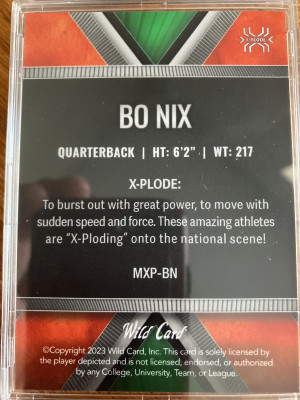 X-PLODE
BO NIX
QUARTERBACK | HT: 6'2" | WT: 217
X-PLODE:
To burst out with great power, to move with
sudden speed and force. These amazing athletes
are "X-Ploding" onto the national scene!
MXP-BN
Wild Card
©Copyright 2023 Wild Card, Inc. This card is solely licensed by
the player depicted and is not licensed, endorsed, or authorized
by any College, University, Team, or League.